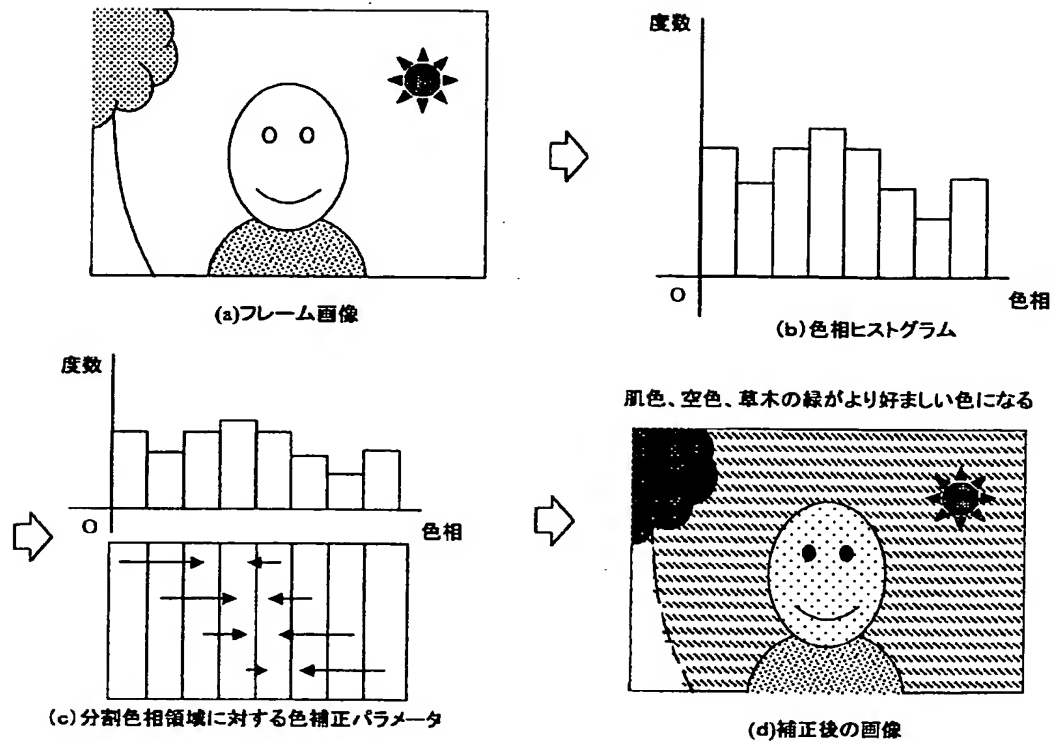 度数
O
色相
(a)フレーム画像
(b)色相ヒストグラム
度数
O
色相
(c)分割色相領域に対する色補正パラメータ
肌色、空色、草木の緑がより好ましい色になる
(d)補正後の画像